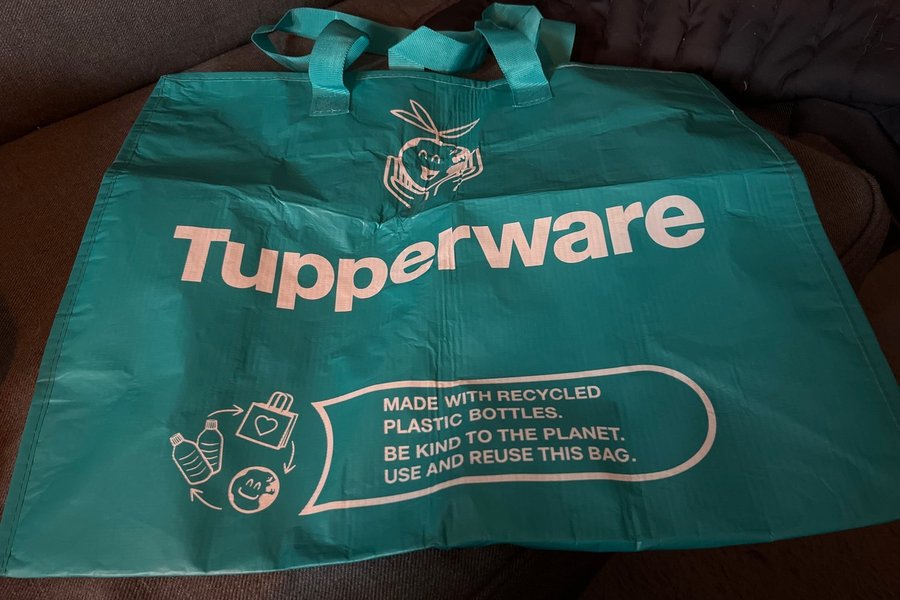 Tupperware
MADE WITH RECYCLED
PLASTIC BOTTLES.
BE KIND TO THE PLANET.
USE AND REUSE THIS BAG.